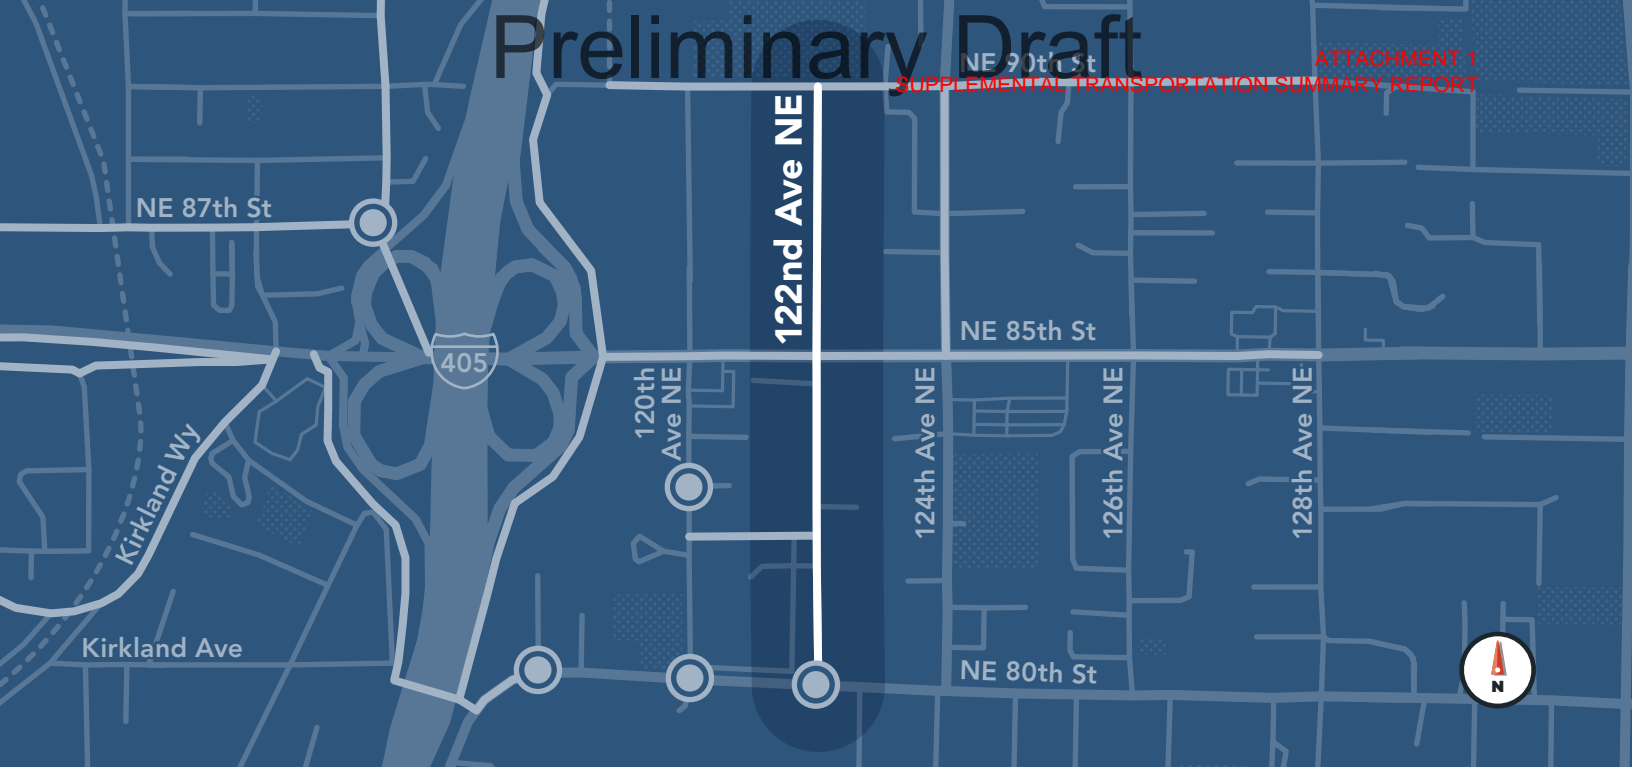 Preliminary Draft
ATTACHMENT 1
NE 90th St
SUPPLEMENTAL TRANSPORTATION SUMMARY REPORT
122nd Ave NE
NE 87th St
NE 85th St
405
120th
Ave NE
124th Ave NE
126th Ave NE
128th Ave NE
Kirkland Wy
Kirkland Ave
NE 80th St
N